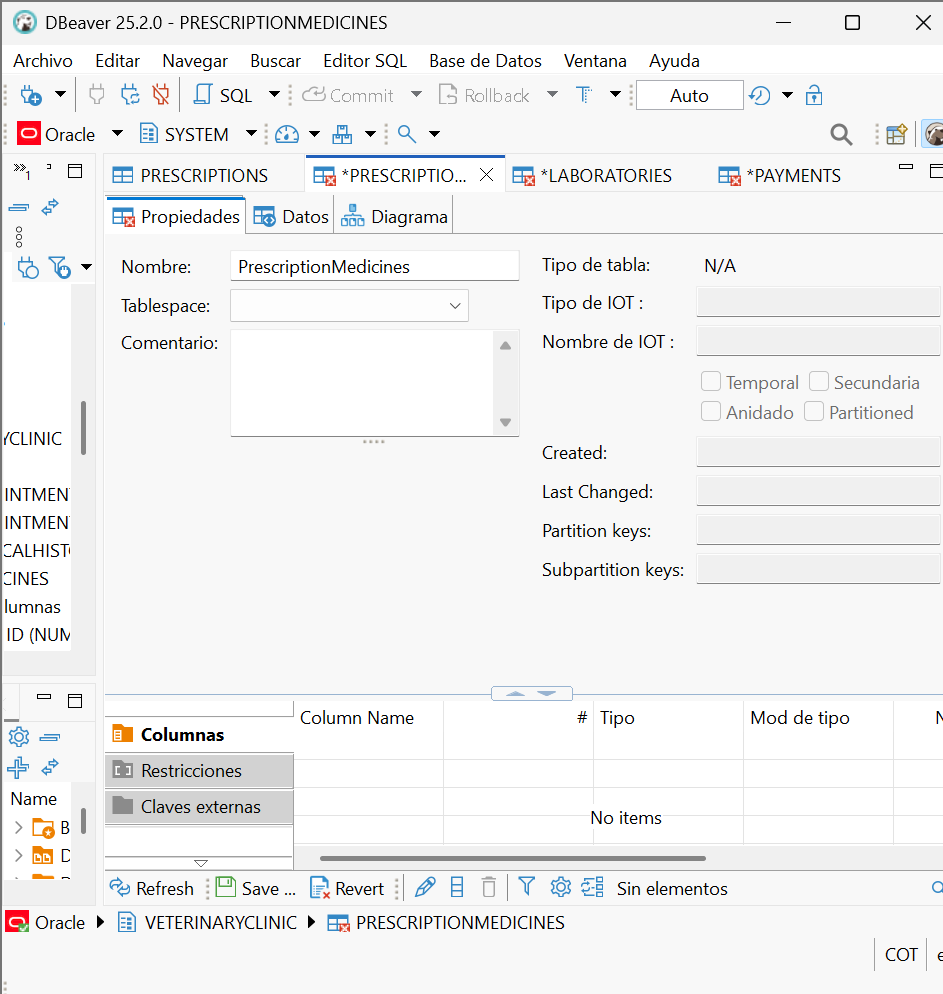 DBeaver 25.2.0 - PRESCRIPTIONMEDICINES
Archivo Editar Navegar Buscar Editor SQL Base de Datos Ventana Ayuda
SQL Commit Rollback Auto
Oracle SYSTEM
PRESCRIPTIONS *PRESCRIPTIO... *LABORATORIES *PAYMENTS
Propiedades Datos Diagrama
Nombre: PrescriptionMedicines
Tablespace:
Comentario:
Tipo de tabla: N/A
Tipo de IOT :
Nombre de IOT :
Temporal Secundaria
Anidado Partitioned
Created:
Last Changed:
Partition keys:
Subpartition keys:
YCLINIC
INTMEN
INTMEN
CALHIST
CINES
lumnas
ID (NUM
Name
B
Column Name # Tipo Mod de tipo N
Columnas
Restricciones
Claves externas
No items
Refresh Save ... Revert Sin elementos
Oracle VETERINARYCLINIC PRESCRIPTIONMEDICINES
COT e